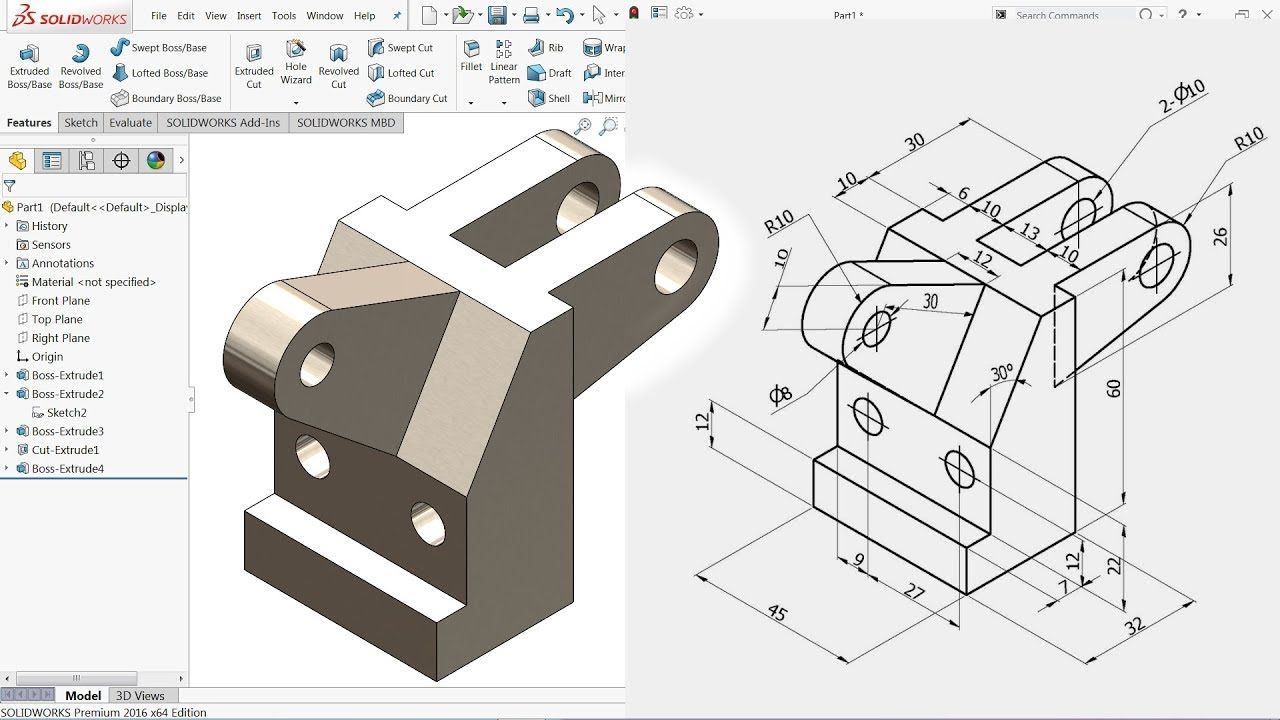 SOLIDWORKS
File Edit View Insert Tools Window Help
Part1 *
Search Commands
?
Extruded Boss/Base
Revolved Boss/Base
Swept Boss/Base
Lofted Boss/Base
Boundary Boss/Base
Extruded Cut
Hole Wizard
Revolved Cut
Swept Cut
Lofted Cut
Boundary Cut
Fillet
Linear Pattern
Rib
Draft
Shell
Wrap
Inter
Mirro
Features Sketch Evaluate SOLIDWORKS Add-Ins SOLIDWORKS MBD
Part1 (Default<<Default>_Display
History
Sensors
Annotations
Material <not specified>
Front Plane
Top Plane
Right Plane
Origin
Boss-Extrude1
Boss-Extrude2
Sketch2
Boss-Extrude3
Cut-Extrude1
Boss-Extrude4
Model 3D Views
SOLIDWORKS Premium 2016 x64 Edition
2-Ø10
30
R10
10
6
10
R10
13
26
10
12
10
30
30°
60
Ø8
12
9
27
12
7
22
45
32